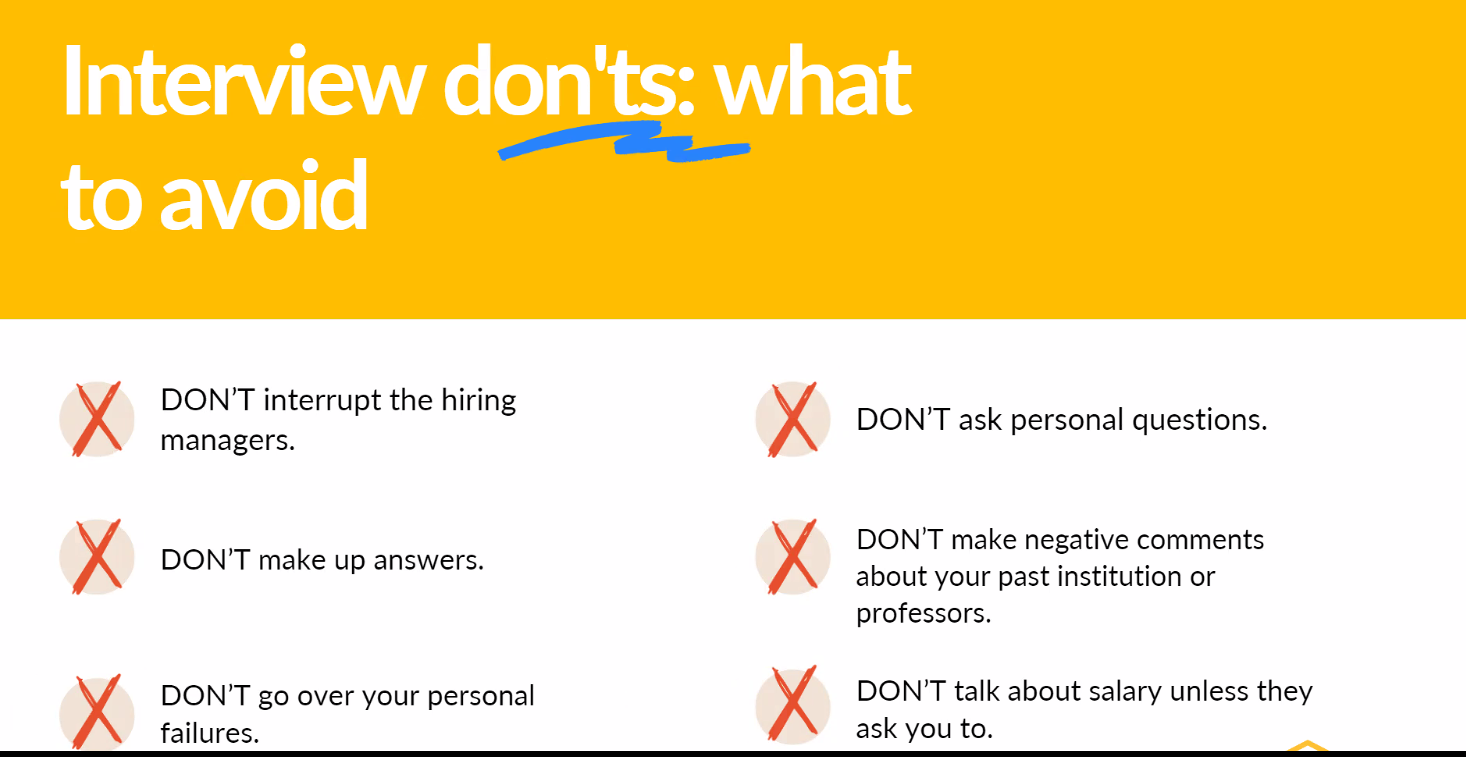 Interview don'ts: what
to avoid
DON’T interrupt the hiring
managers.
DON’T make up answers.
DON’T go over your personal
failures.
DON’T ask personal questions.
DON’T make negative comments
about your past institution or
professors.
DON’T talk about salary unless they
ask you to.